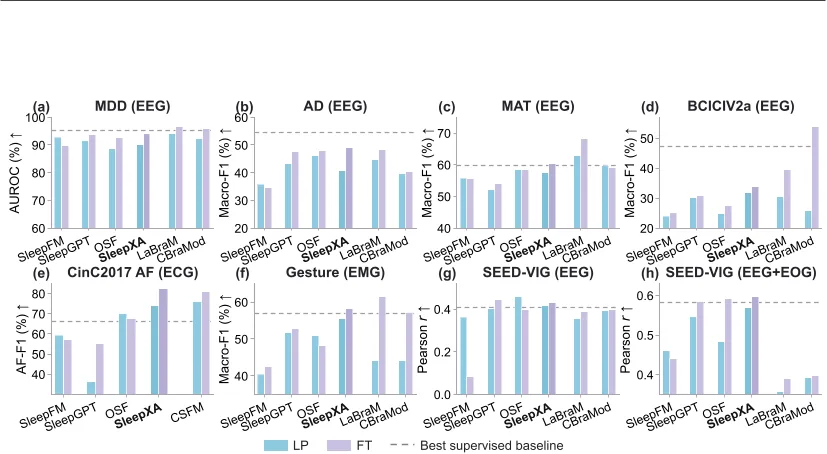 (a) MDD (EEG)
100
90
80
70
60
AUROC (%) ↑
SleepFM
SleepGPT
OSF
SleepXA
LaBraM
CBraMod
(b) AD (EEG)
60
50
40
30
20
Macro-F1 (%) ↑
SleepFM
SleepGPT
OSF
SleepXA
LaBraM
CBraMod
(c) MAT (EEG)
70
60
50
40
Macro-F1 (%) ↑
SleepFM
SleepGPT
OSF
SleepXA
LaBraM
CBraMod
(d) BCICIV2a (EEG)
50
40
30
20
Macro-F1 (%) ↑
SleepFM
SleepGPT
OSF
SleepXA
LaBraM
CBraMod
(e) CinC2017 AF (ECG)
80
70
60
50
40
AF-F1 (%) ↑
SleepFM
SleepGPT
OSF
SleepXA
CSFM
(f) Gesture (EMG)
60
50
40
Macro-F1 (%) ↑
SleepFM
SleepGPT
OSF
SleepXA
LaBraM
CBraMod
(g) SEED-VIG (EEG)
0.4
0.2
0.0
Pearson r ↑
SleepFM
SleepGPT
OSF
SleepXA
LaBraM
CBraMod
(h) SEED-VIG (EEG+EOG)
0.6
0.5
0.4
Pearson r ↑
SleepFM
SleepGPT
OSF
SleepXA
LaBraM
CBraMod
LP FT Best supervised baseline